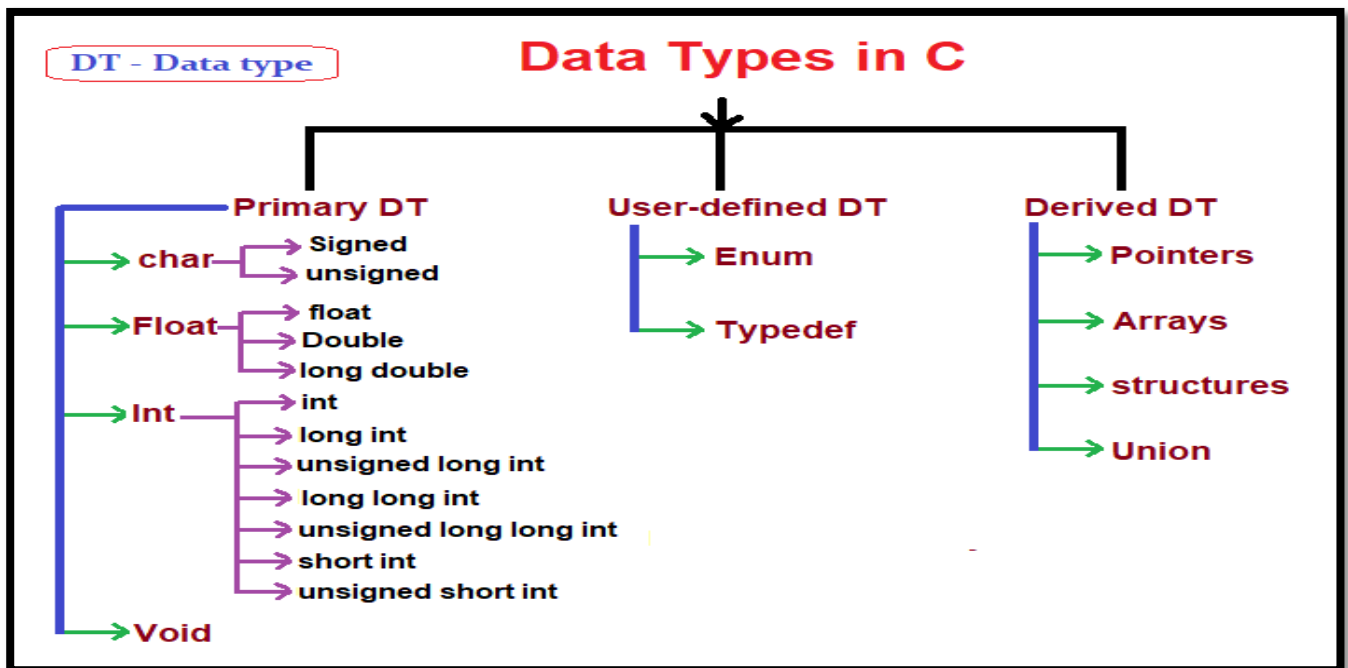 DT - Data type
Data Types in C
Primary DT
char
Signed
unsigned
Float
float
Double
long double
Int
int
long int
unsigned long int
long long int
unsigned long long int
short int
unsigned short int
Void
User-defined DT
Enum
Typedef
Derived DT
Pointers
Arrays
structures
Union